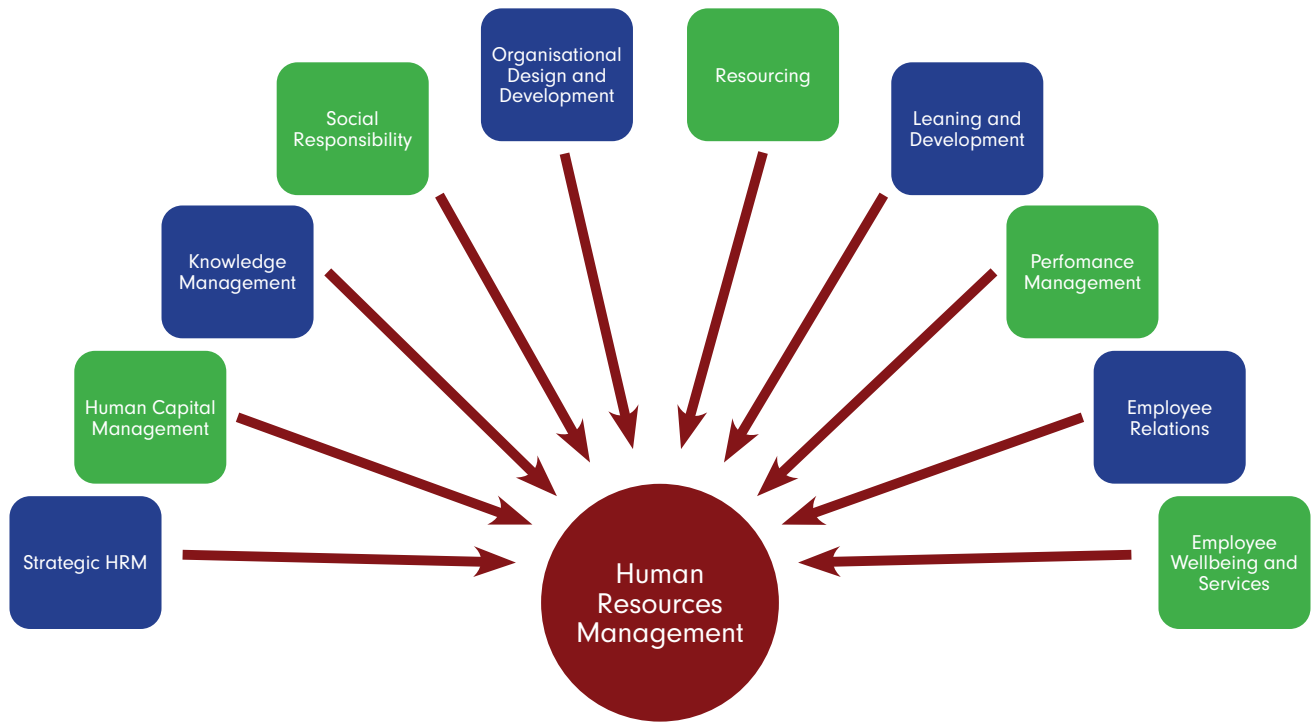 Strategic HRM
Human Capital
Management
Knowledge
Management
Social
Responsibility
Organisational
Design and
Development
Resourcing
Leaning and
Development
Perfomance
Management
Employee
Relations
Employee
Wellbeing and
Services
Human
Resources
Management